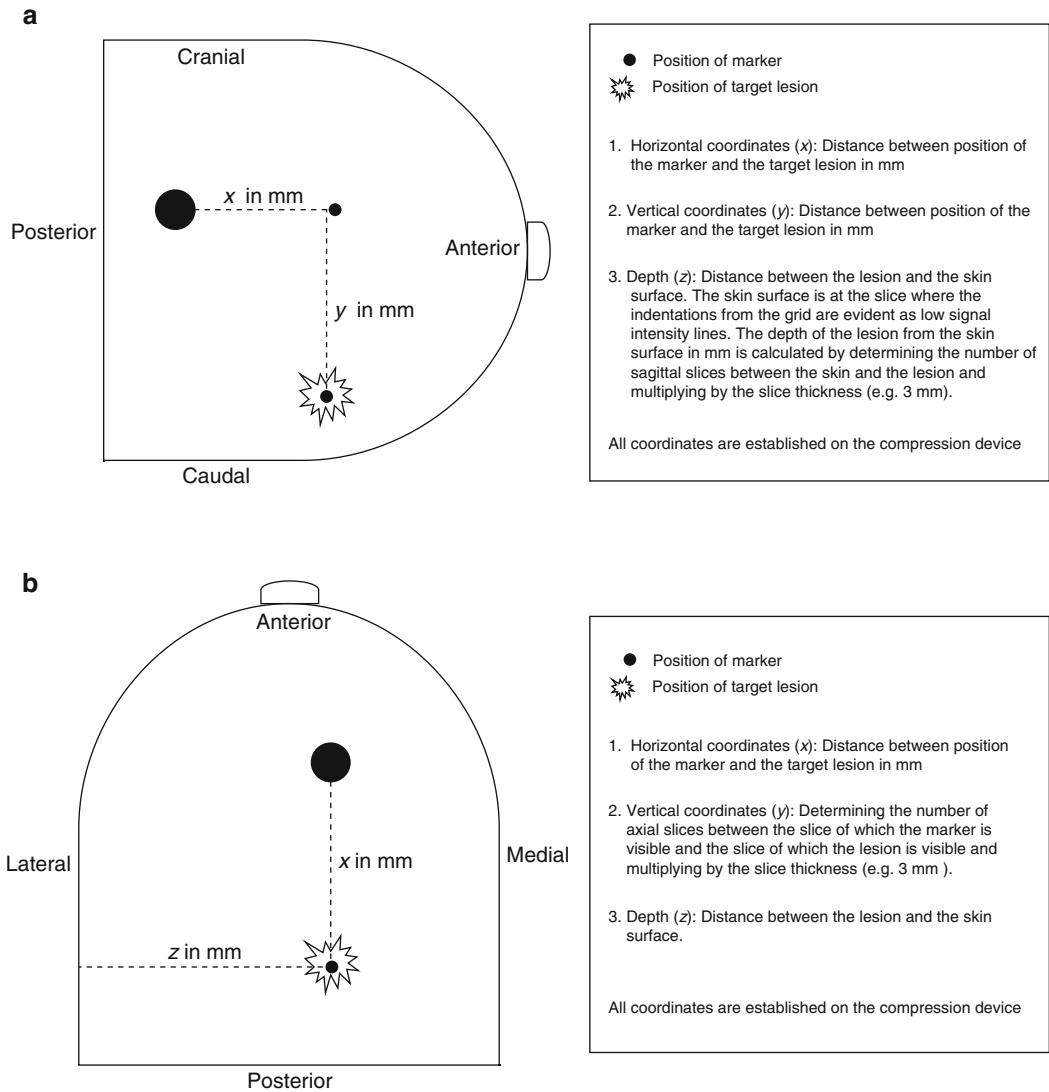 a
Cranial
x in mm
Posterior
Anterior
y in mm
Caudal
Position of marker
Position of target lesion
1. Horizontal coordinates (x): Distance between position of
the marker and the target lesion in mm
2. Vertical coordinates (y): Distance between position of the
marker and the target lesion in mm
3. Depth (z): Distance between the lesion and the skin
surface. The skin surface is at the slice where the
indentations from the grid are evident as low signal
intensity lines. The depth of the lesion from the skin
surface in mm is calculated by determining the number of
sagittal slices between the skin and the lesion and
multiplying by the slice thickness (e.g. 3 mm).
All coordinates are established on the compression device
b
Anterior
Lateral
x in mm
Medial
z in mm
Posterior
Position of marker
Position of target lesion
1. Horizontal coordinates (x): Distance between position
of the marker and the target lesion in mm
2. Vertical coordinates (y): Determining the number of
axial slices between the slice of which the marker is
visible and the slice of which the lesion is visible and
multiplying by the slice thickness (e.g. 3 mm ).
3. Depth (z): Distance between the lesion and the skin
surface.
All coordinates are established on the compression device